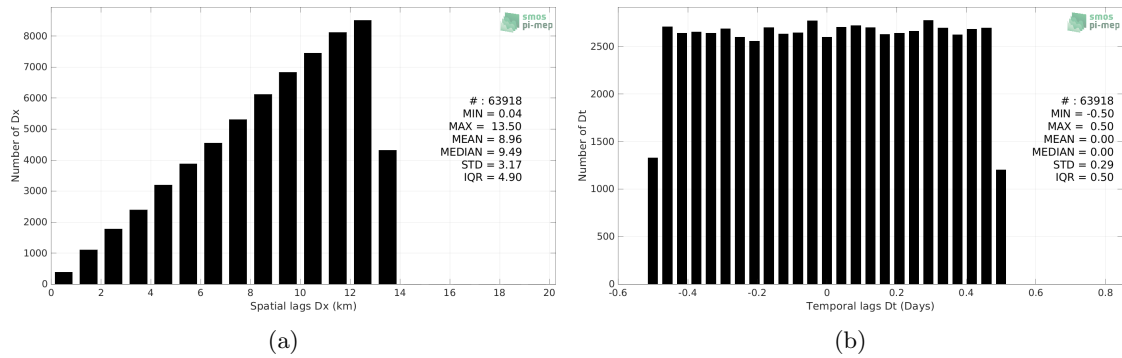 smos
pi-mep
8000
7000
6000
5000
4000
3000
2000
1000
0
Number of Dx
# : 63918
MIN = 0.04
MAX = 13.50
MEAN = 8.96
MEDIAN = 9.49
STD = 3.17
IQR = 4.90
0 2 4 6 8 10 12 14 16 18 20
Spatial lags Dx (km)
(a)
smos
pi-mep
2500
2000
1500
1000
500
0
Number of Dt
# : 63918
MIN = -0.50
MAX = 0.50
MEAN = 0.00
MEDIAN = 0.00
STD = 0.29
IQR = 0.50
-0.6 -0.4 -0.2 0 0.2 0.4 0.6 0.8
Temporal lags Dt (Days)
(b)